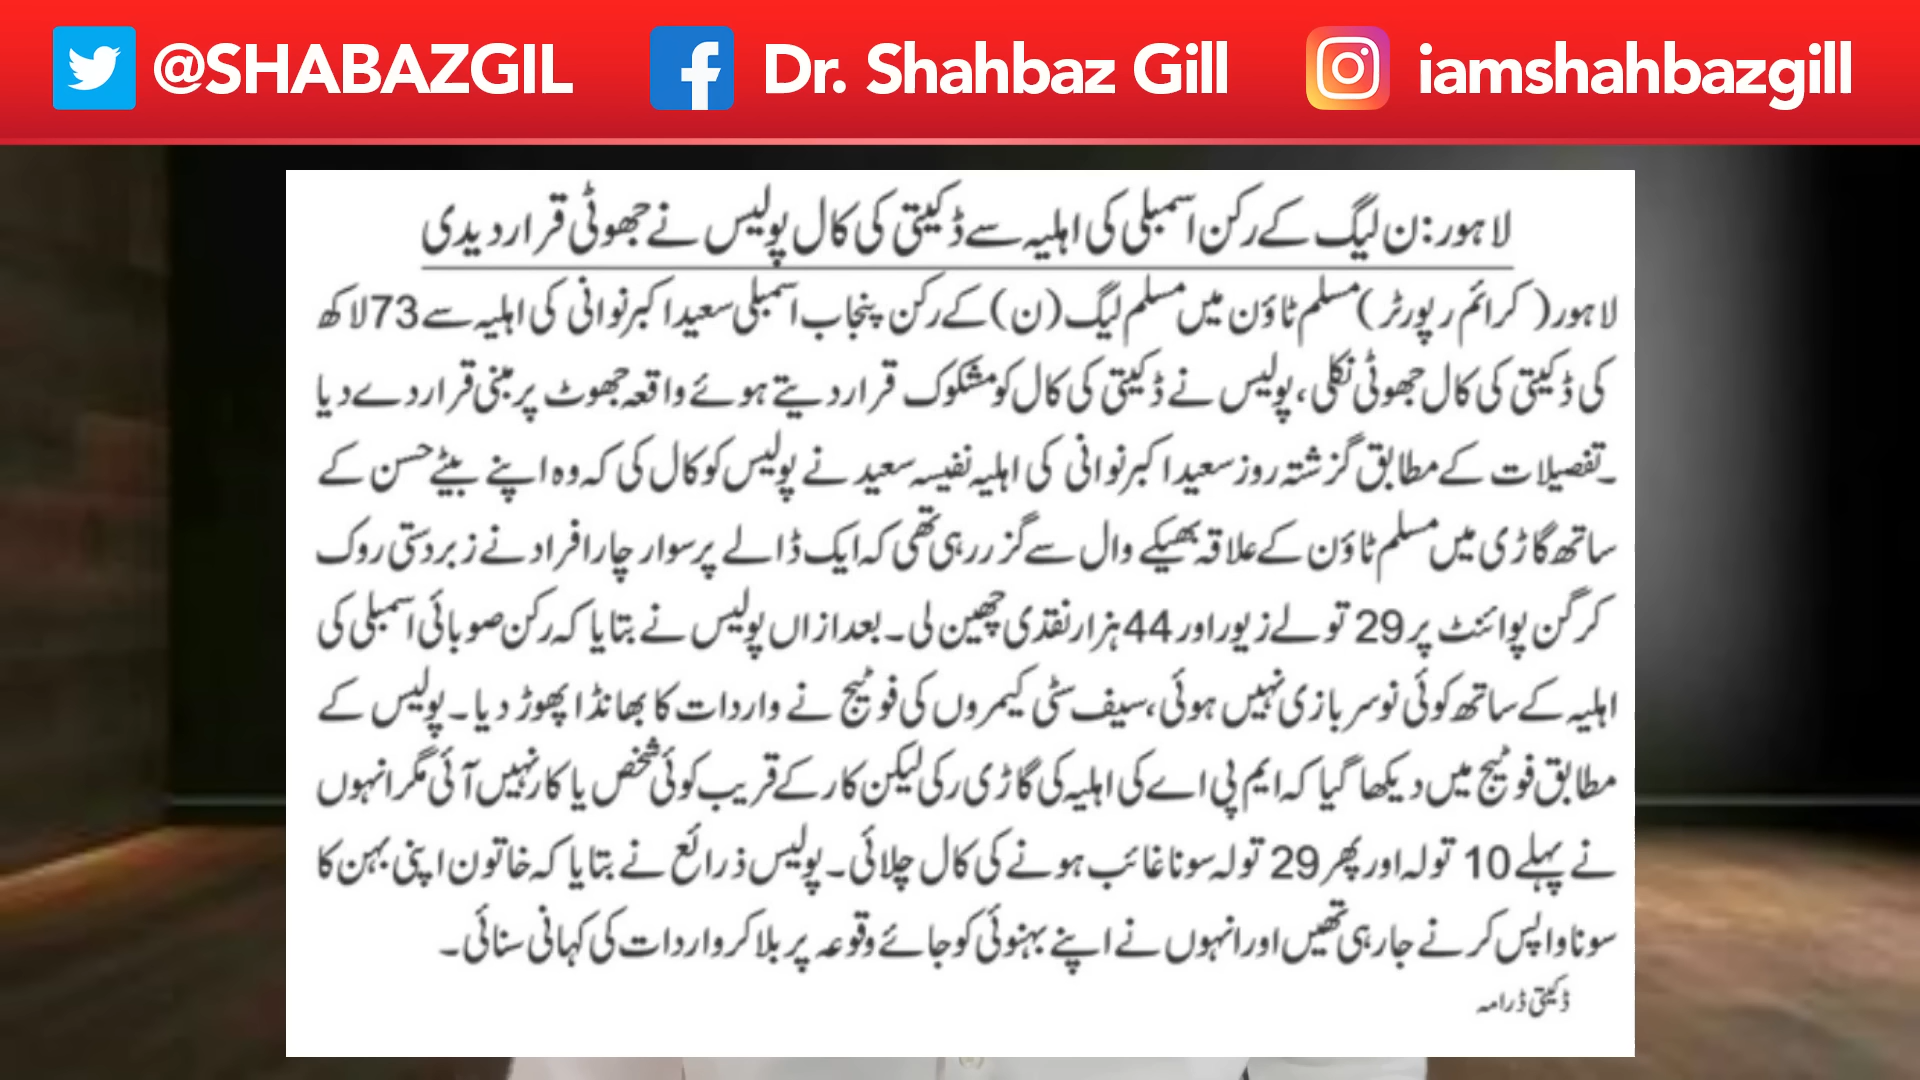 @SHABAZGIL
Dr. Shahbaz Gill
iamshahbazgill
لاہور: ن لیگ کے رکن اسمبلی کی اہلیہ سے ڈکیتی کی کال پولیس نے جھوٹی قرار دیدی
لاہور (کرائم رپورٹر) مسلم ٹاؤن میں مسلم لیگ (ن) کے رکن پنجاب اسمبلی سعید اکبر نوانی کی اہلیہ سے 73 لاکھ
کی ڈکیتی کی کال جھوٹی نکلی، پولیس نے ڈکیتی کی کال کو مشکوک قرار دیتے ہوئے واقعہ جھوٹ پر مبنی قرار دے دیا
۔ تفصیلات کے مطابق گزشتہ روز سعید اکبر نوانی کی اہلیہ نفیسہ سعید نے پولیس کو کال کی کہ وہ اپنے بیٹے حسن کے
ساتھ گاڑی میں مسلم ٹاؤن کے علاقہ بھیکے وال سے گزر رہی تھی کہ ایک ڈالے پر سوار چار افراد نے زبردستی روک
کر گن پوائنٹ پر 29 تولے زیور اور 44 ہزار نقدی چھین لی۔ بعدازاں پولیس نے بتایا کہ رکن صوبائی اسمبلی کی
اہلیہ کے ساتھ کوئی نوسربازی نہیں ہوئی، سیف سٹی کیمروں کی فوٹیج نے واردات کا بھانڈا پھوڑ دیا۔ پولیس کے
مطابق فوٹیج میں دیکھا گیا کہ ایم پی اے کی اہلیہ کی گاڑی رکی لیکن کار کے قریب کوئی شخص یا کار نہیں آئی مگر انہوں
نے پہلے 10 تولہ اور پھر 29 تولہ سونا غائب ہونے کی کال چلائی۔ پولیس ذرائع نے بتایا کہ خاتون اپنی بہن کا
سونا واپس کرنے جا رہی تھیں اور انہوں نے اپنے بہنوئی کو جائے وقوعہ پر بلا کر واردات کی کہانی سنائی۔
ڈکیتی ڈرامہ